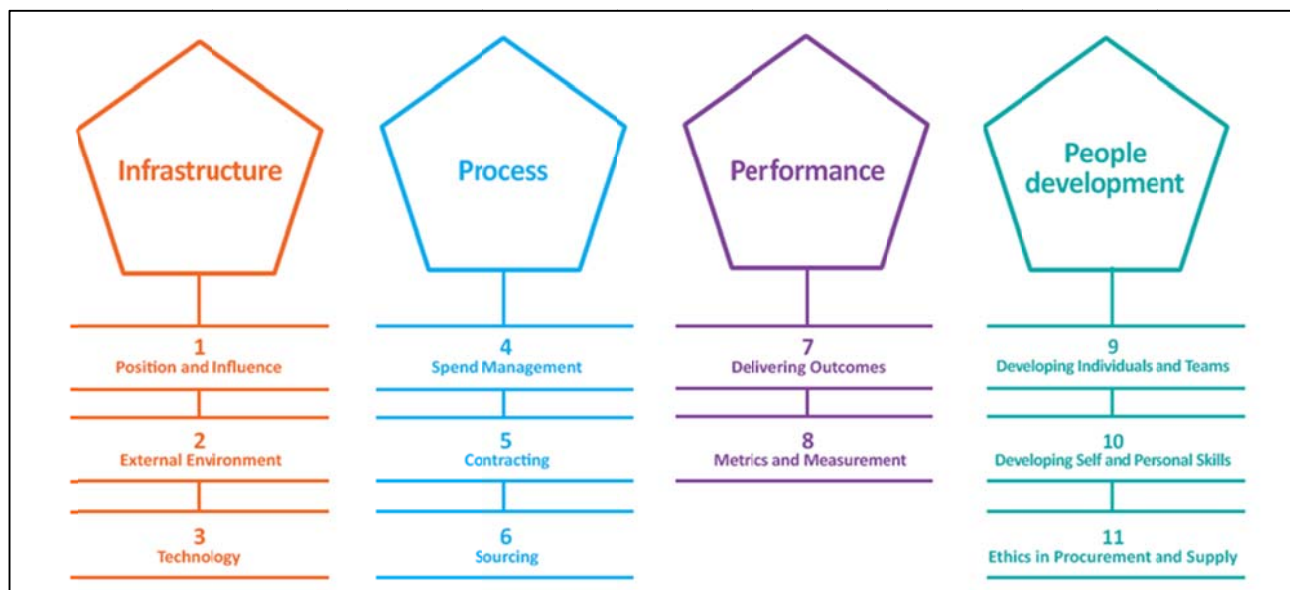 Infrastructure
1
Position and Influence
2
External Environment
3
Technology
Process
4
Spend Management
5
Contracting
6
Sourcing
Performance
7
Delivering Outcomes
8
Metrics and Measurement
People
development
9
Developing Individuals and Teams
10
Developing Self and Personal Skills
11
Ethics in Procurement and Supply